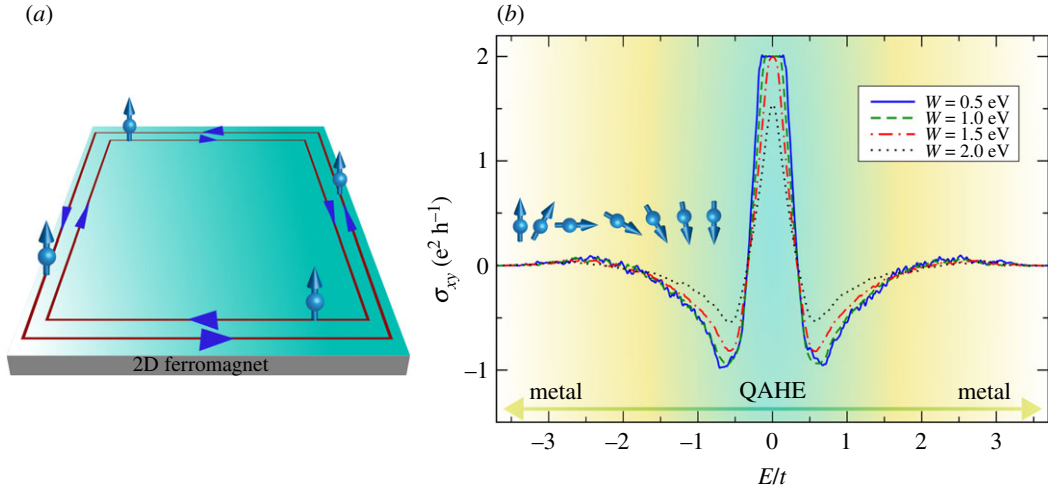 (a)
2D ferromagnet
(b)
σxy (e² h⁻¹)
2
1
0
−1
W = 0.5 eV
W = 1.0 eV
W = 1.5 eV
W = 2.0 eV
metal
QAHE
metal
−3 −2 −1 0 1 2 3
E/t